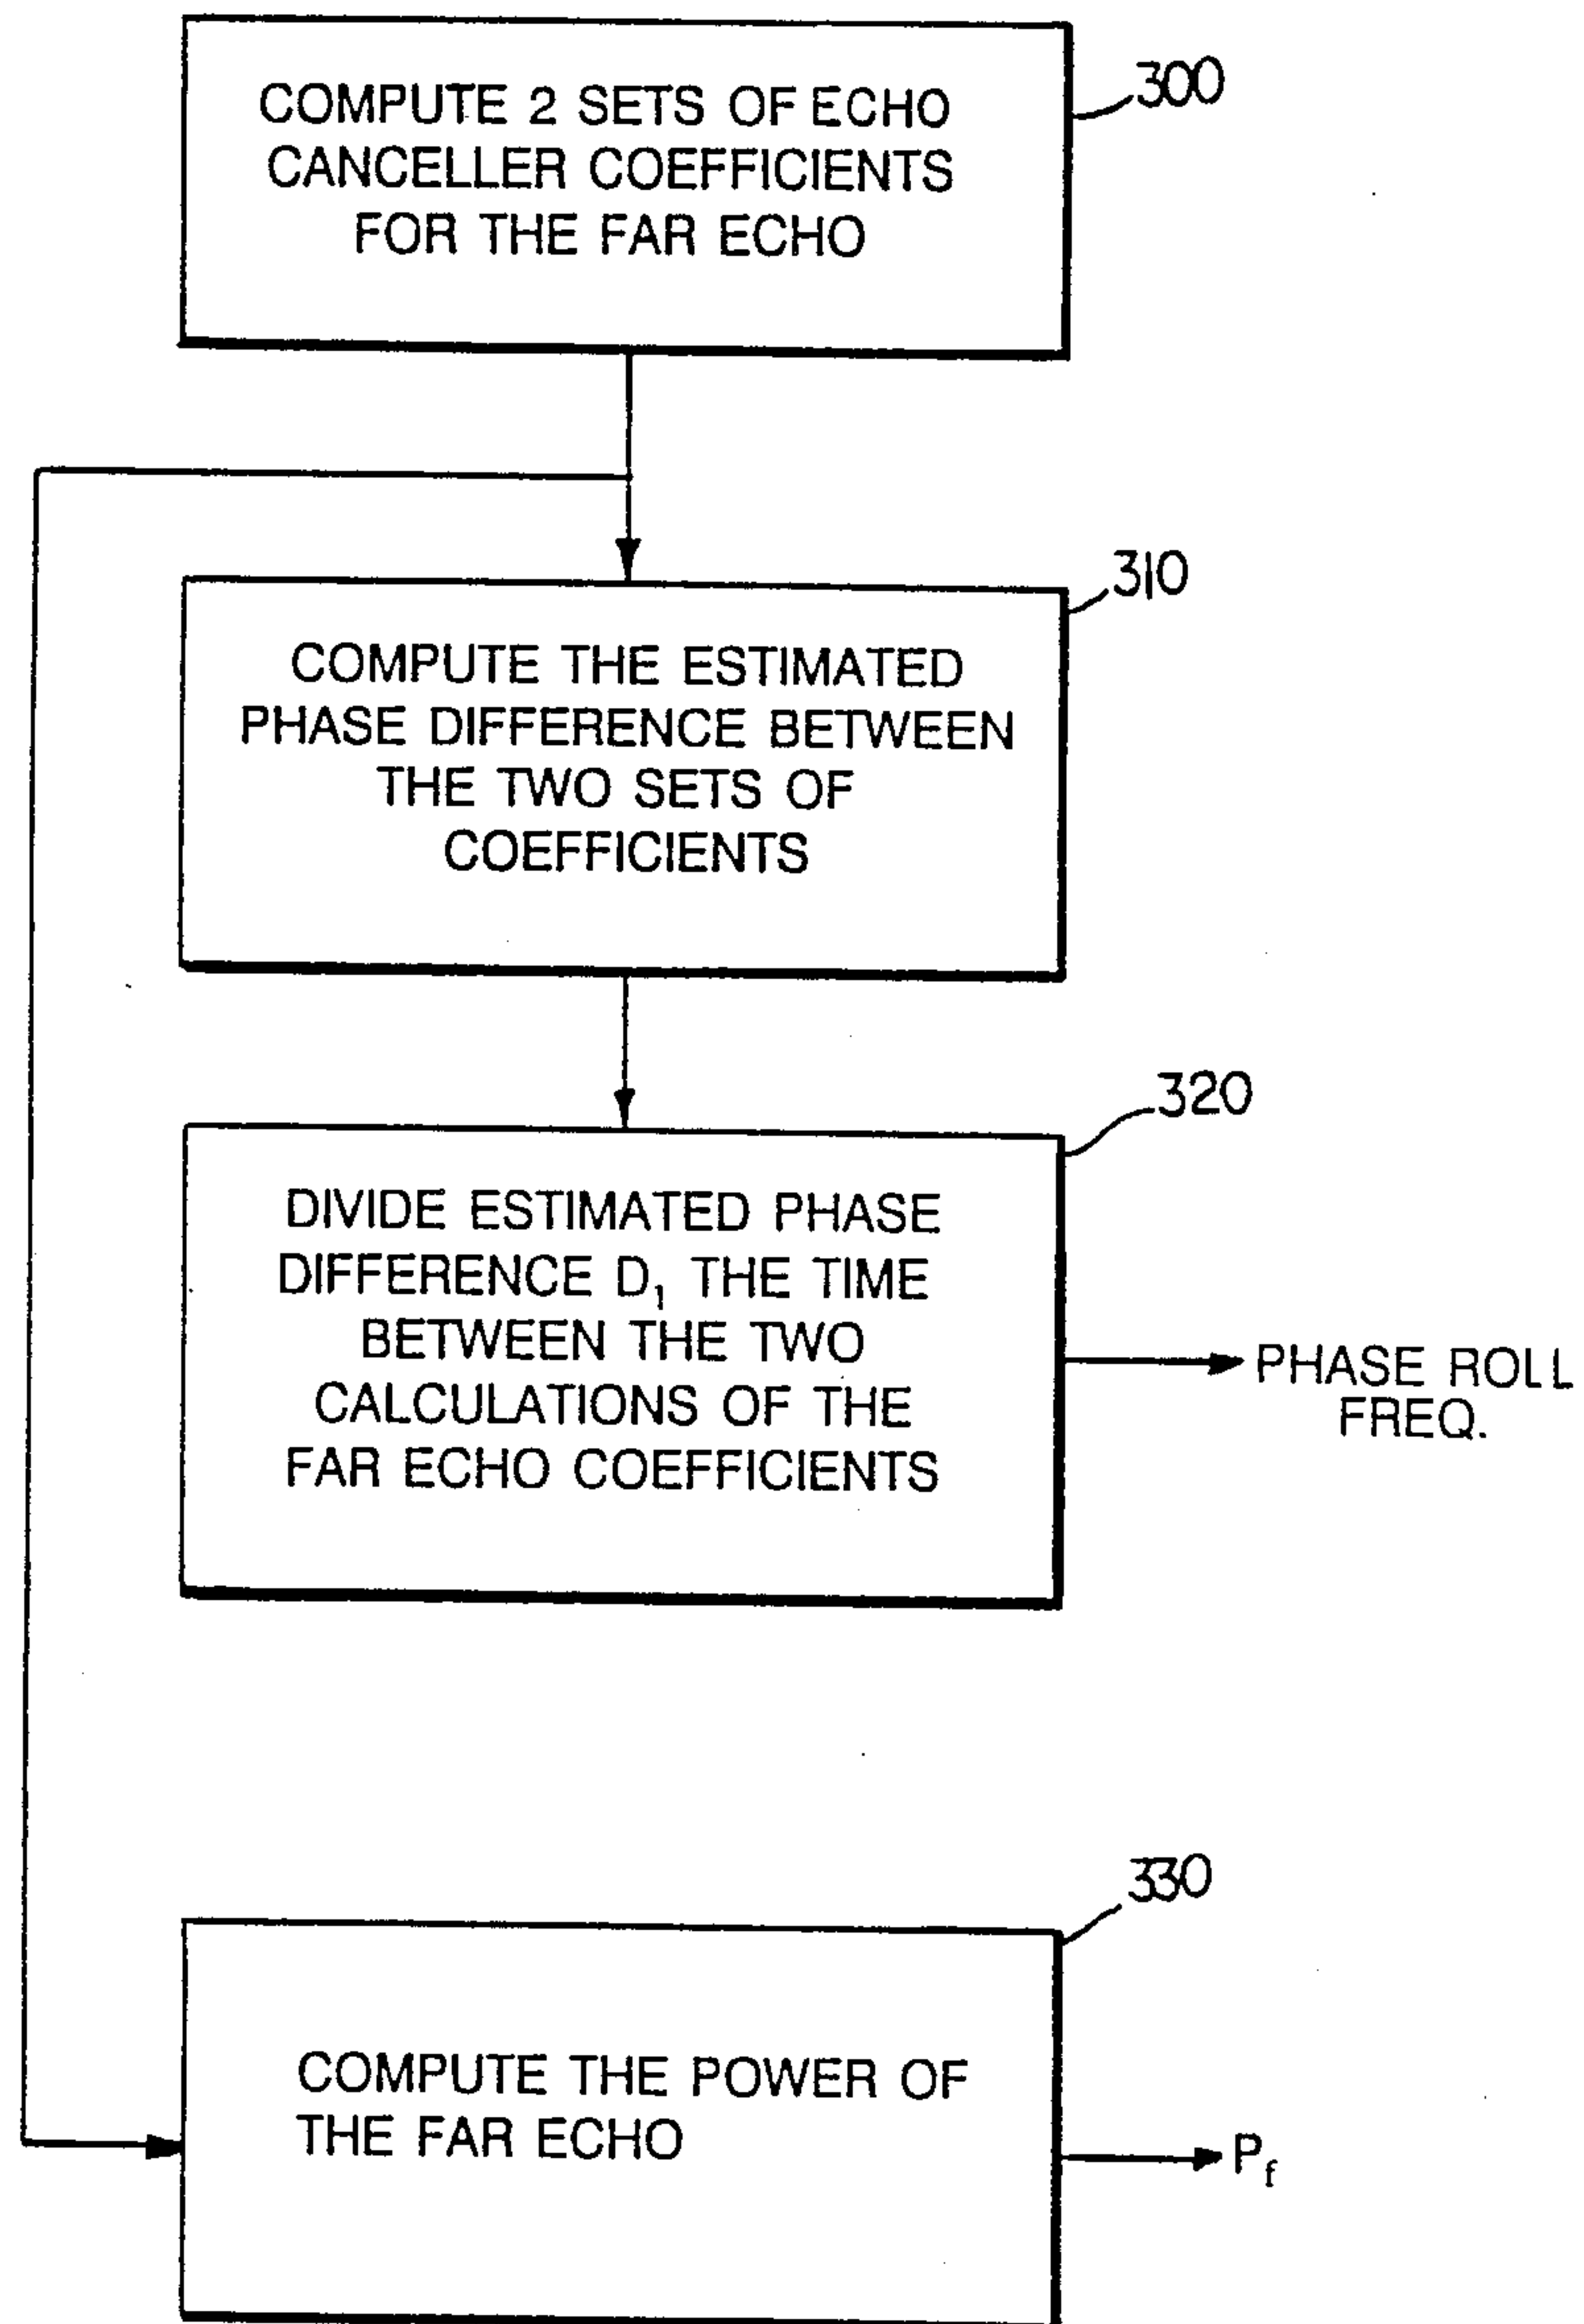 300
COMPUTE 2 SETS OF ECHO
CANCELLER COEFFICIENTS
FOR THE FAR ECHO
310
COMPUTE THE ESTIMATED
PHASE DIFFERENCE BETWEEN
THE TWO SETS OF
COEFFICIENTS
320
DIVIDE ESTIMATED PHASE
DIFFERENCE D, THE TIME
BETWEEN THE TWO
CALCULATIONS OF THE
FAR ECHO COEFFICIENTS
PHASE ROLL
FREQ.
330
COMPUTE THE POWER OF
THE FAR ECHO
Pf